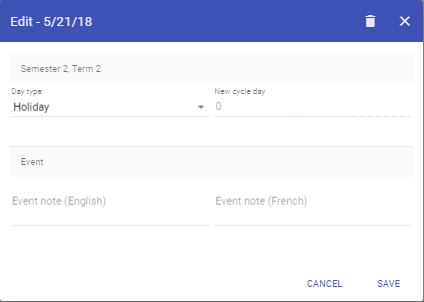 Edit - 5/21/18
Semester 2, Term 2
Day type
New cycle day
Holiday
0
Event
Event note (English)
Event note (French)
CANCEL
SAVE